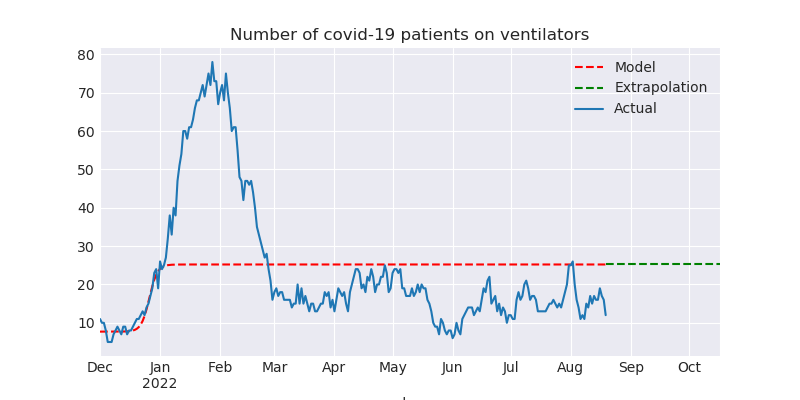 Number of covid-19 patients on ventilators
Model
Extrapolation
Actual
80
70
60
50
40
30
20
10
Dec Jan Feb Mar Apr May Jun Jul Aug Sep Oct
2022